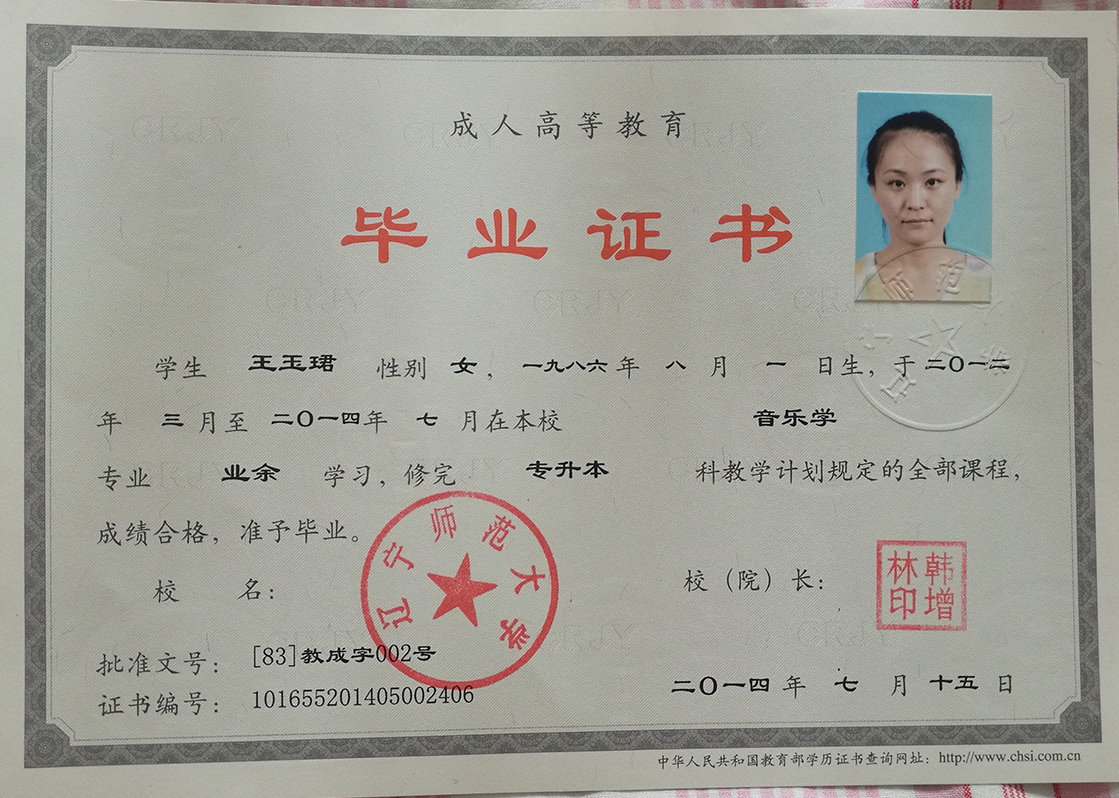 成人高等教育
毕业证书
学生 王玉珺 性别 女，一九八六年 八 月 一 日生，于二〇一二
年 三 月至 二〇一四年 七 月在本校 音乐学
专业 业余 学习，修完 专升本 科教学计划规定的全部课程，
成绩合格，准予毕业。
校 名：
辽宁师范大学
校（院）长：
韩增林印
批准文号：[83]教成字002号
证书编号：101655201405002406
二〇一四 年 七 月 十五 日
中华人民共和国教育部学历证书查询网址：http://www.chsi.com.cn